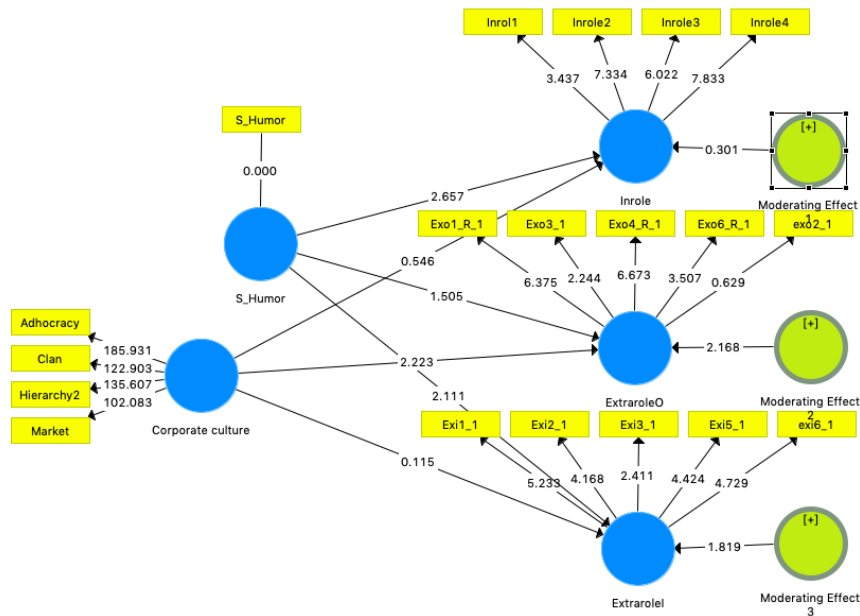 Inrol1
Inrole2
Inrole3
Inrole4
3.437
7.334
6.022
7.833
S_Humor
0.000
[+]
0.301
2.657
Inrole
Moderating Effect
1
Exo1_R_1
Exo3_1
Exo4_R_1
Exo6_R_1
exo2_1
S_Humor
0.546
6.375
2.244
6.673
3.507
0.629
1.505
Adhocracy
Clan
Hierarchy2
Market
185.931
122.903
135.607
102.083
Corporate culture
[+]
2.168
2.223
ExtraroleO
Moderating Effect
2
2.111
Exi1_1
Exi2_1
Exi3_1
Exi5_1
exi6_1
0.115
5.233
4.168
2.411
4.424
4.729
[+]
1.819
ExtraroleI
Moderating Effect
3